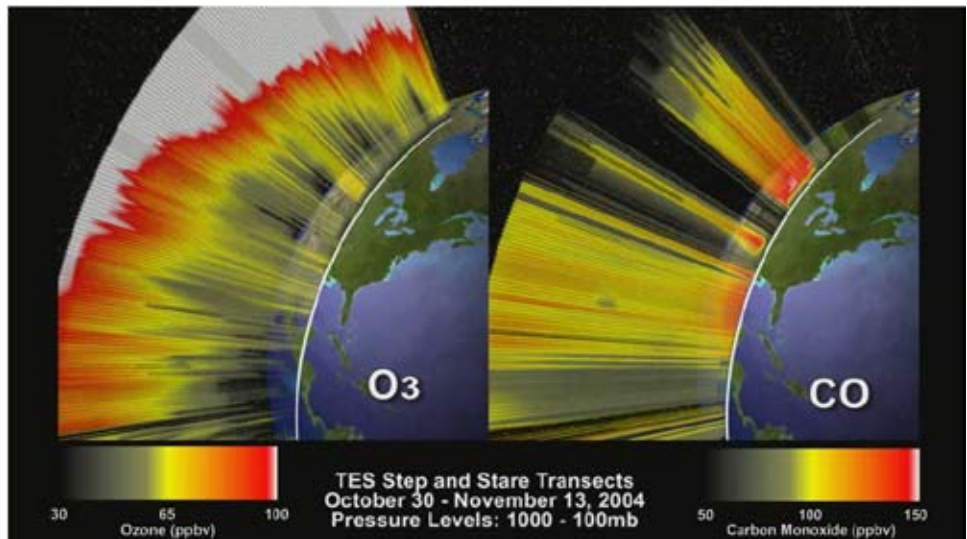 O3
CO
30 65 100
Ozone (ppbv)
TES Step and Stare Transects
October 30 - November 13, 2004
Pressure Levels: 1000 - 100mb
50 100 150
Carbon Monoxide (ppbv)